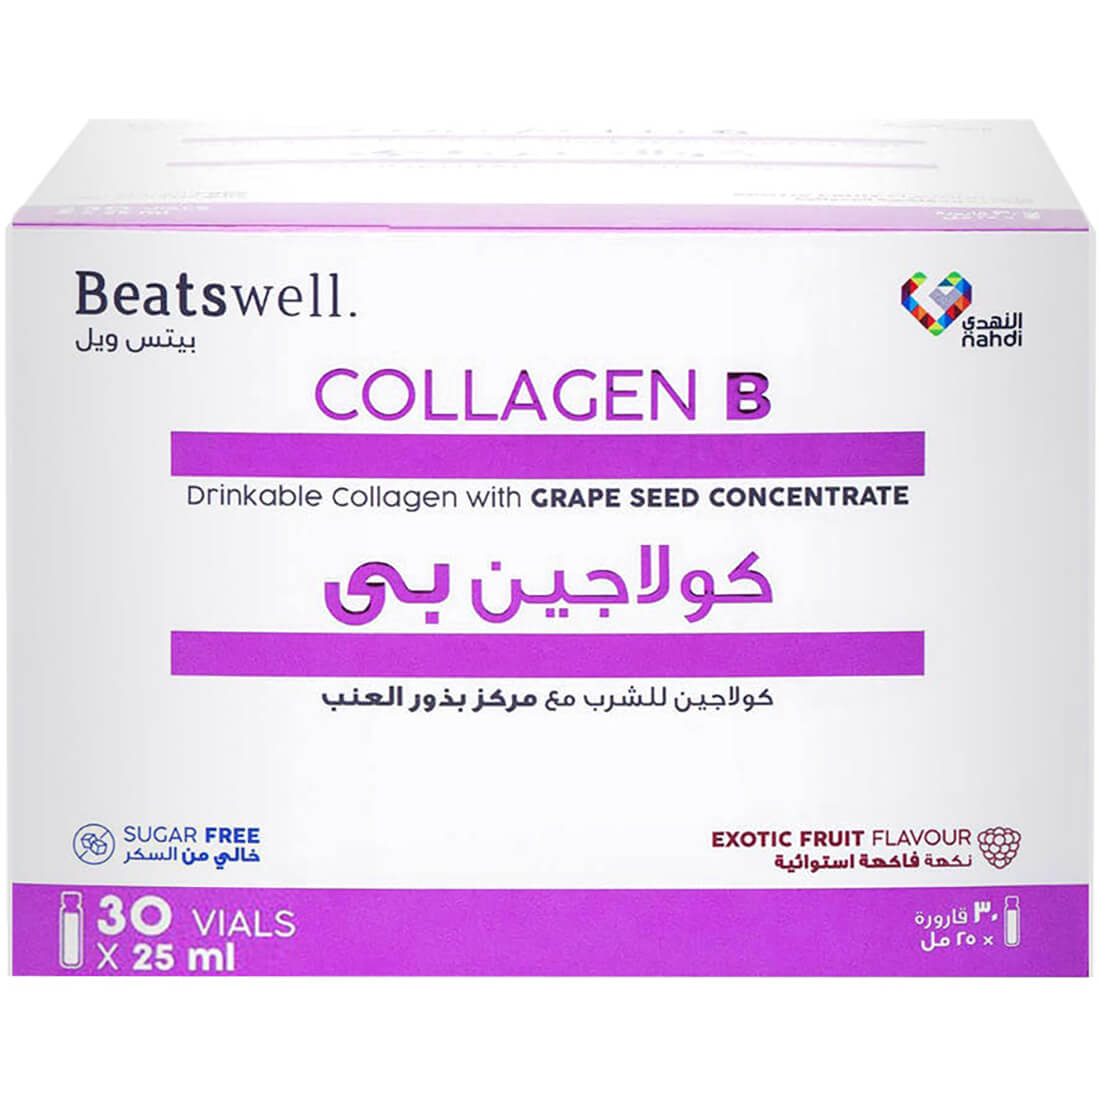 Beatswell.
بيتس ويل
النهدي
nahdi
COLLAGEN B
Drinkable Collagen with GRAPE SEED CONCENTRATE
كولاجين بي
كولاجين للشرب مع مركز بذور العنب
SUGAR FREE
خالي من السكر
EXOTIC FRUIT FLAVOUR
نكهة فاكهة استوائية
30 VIALS
X 25 ml
٣٠ قارورة
× ٢٥ مل